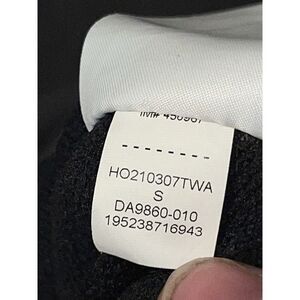 - - - - - - - -
HO210307TWA
S
DA9860-010
195238716943